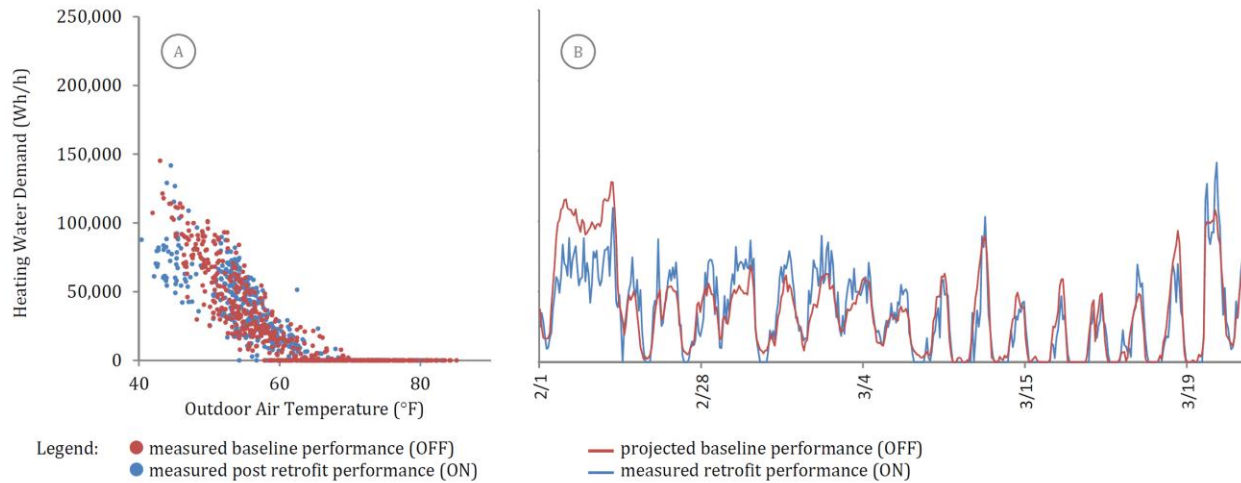 Heating Water Demand (Wh/h)
250,000
200,000
150,000
100,000
50,000
0
40
60
80
Outdoor Air Temperature (°F)
A
B
2/1
2/28
3/4
3/15
3/19
Legend:
measured baseline performance (OFF)
projected baseline performance (OFF)
measured post retrofit performance (ON)
measured retrofit performance (ON)